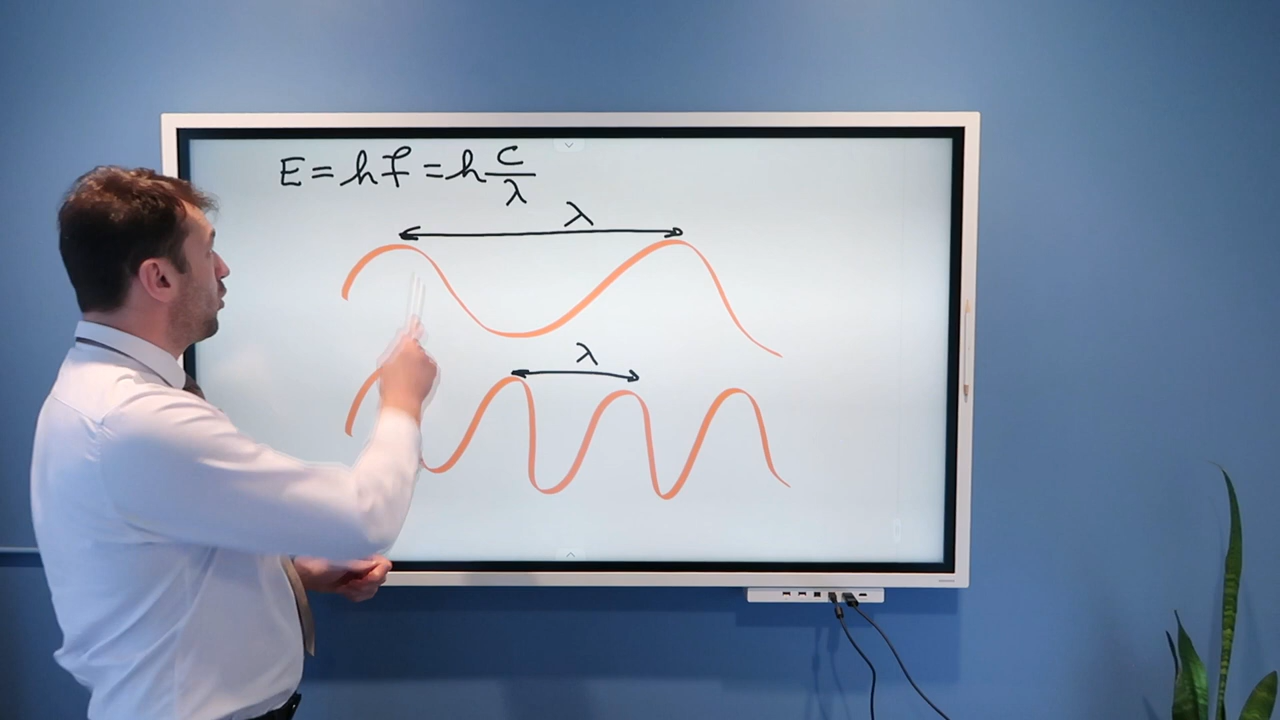 E = hf = h c/λ
λ
λ